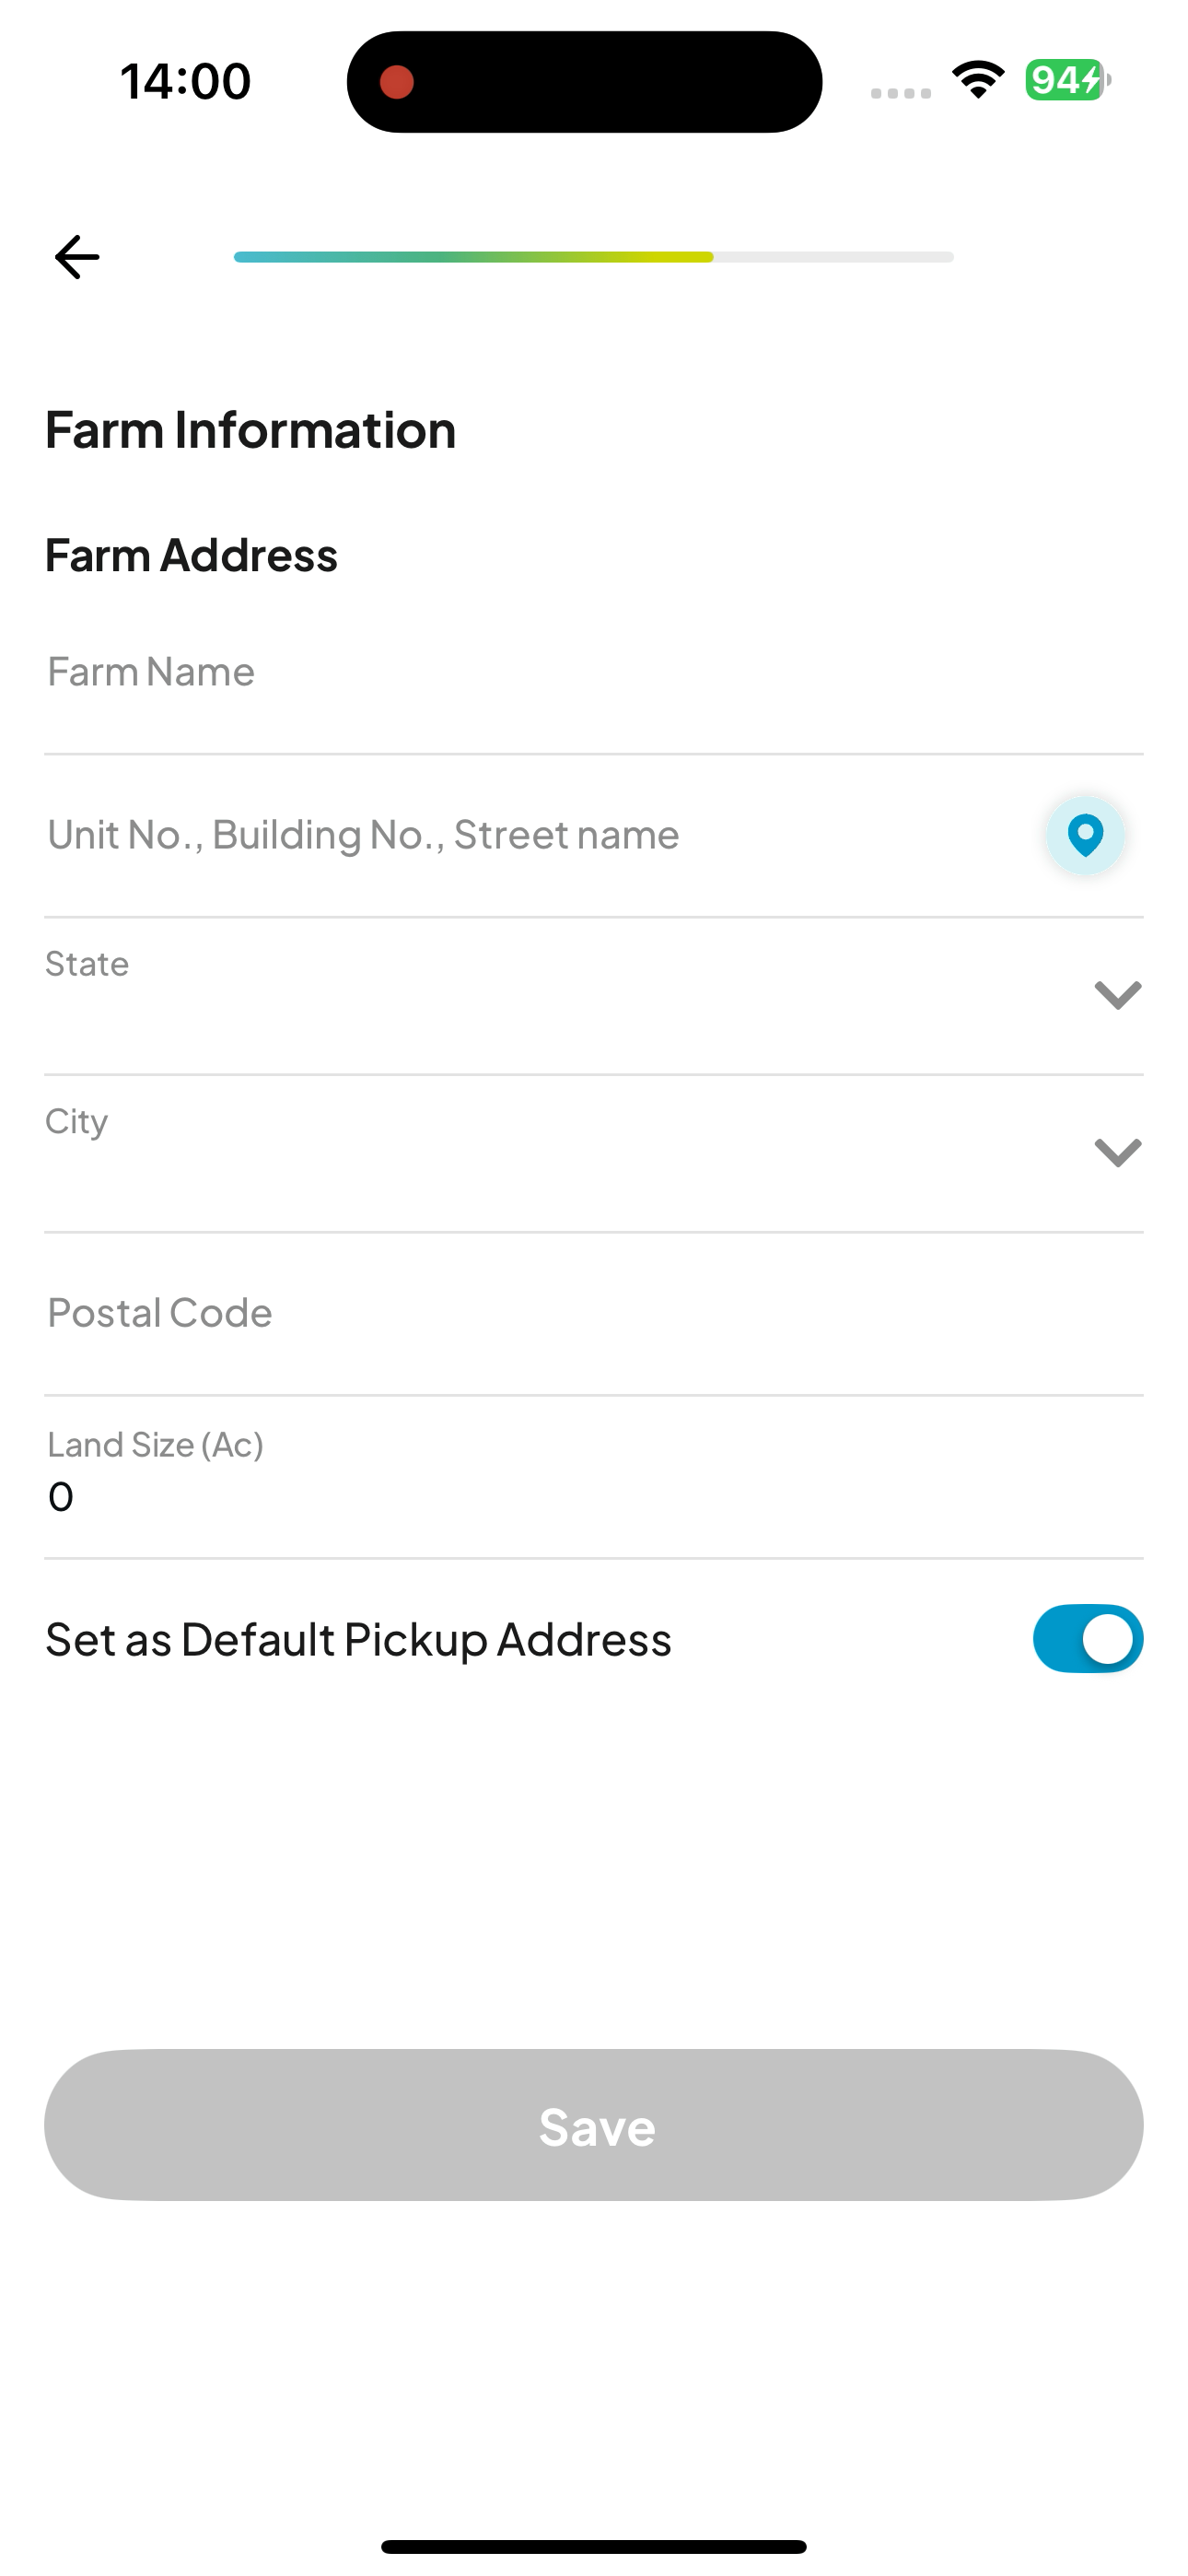 14:00
94
Farm Information
Farm Address
Farm Name
Unit No., Building No., Street name
State
City
Postal Code
Land Size (Ac)
0
Set as Default Pickup Address
Save